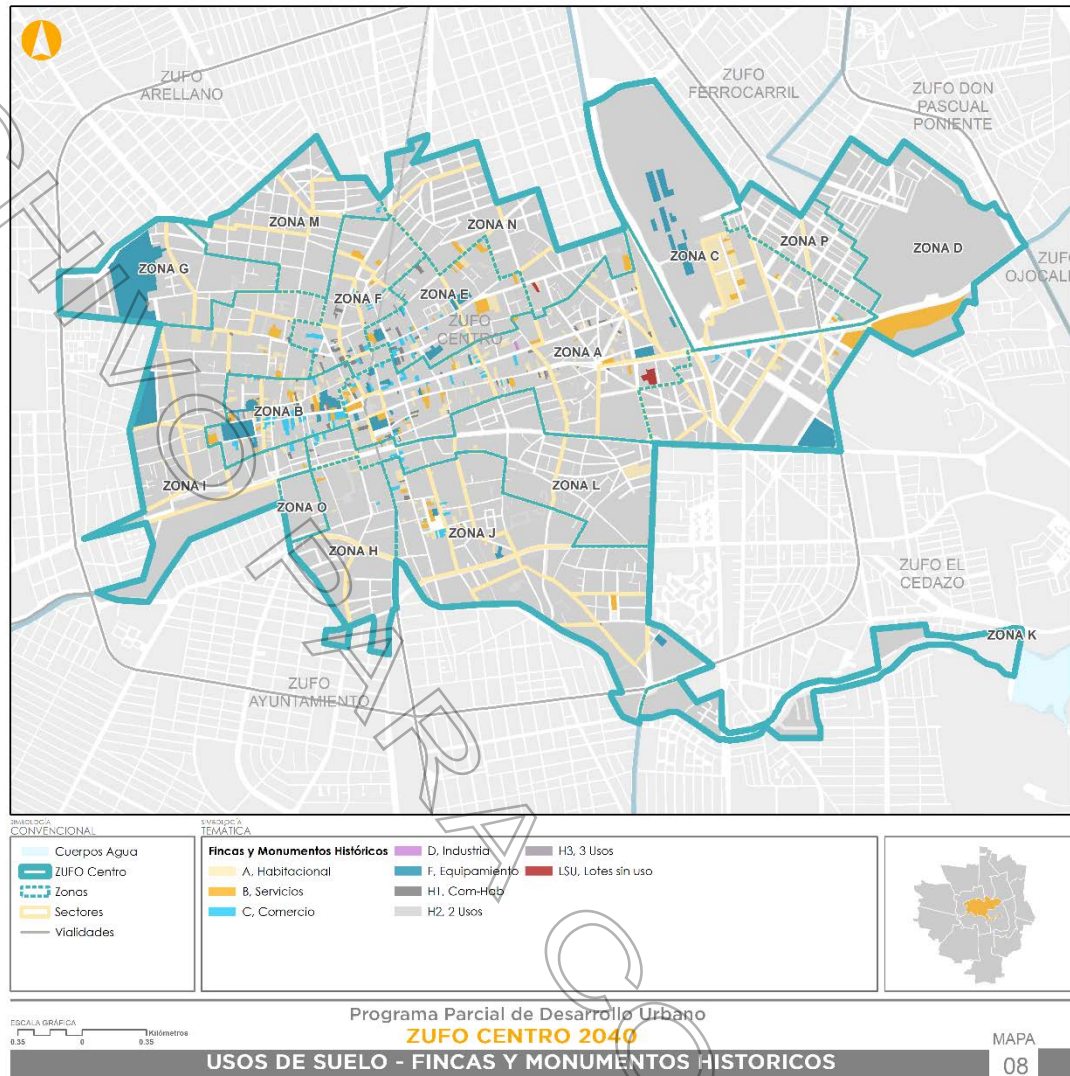 ZUFO
ARELLANO
ZUFO
FERROCARRIL
ZUFO DON
PASCUAL
PONIENTE
ZONA M
ZONA N
ZONA C
ZONA P
ZONA D
ZONA G
ZUFO
OJOCALI
ZONA F
ZONA E
ZUFO
CENTRO
ZONA A
ZONA B
ZONA I
ZONA L
ZONA O
ZONA J
ZONA H
ZUFO EL
CEDAZO
ZONA K
ZUFO
AYUNTAMIENTO
SIMBOLOGÍA
CONVENCIONAL
Cuerpos Agua
ZUFO Centro
Zonas
Sectores
Vialidades
SIMBOLOGÍA
TEMÁTICA
Fincas y Monumentos Históricos
A, Habitacional
B, Servicios
C, Comercio
D, Industria
F, Equipamiento
H1, Com-Hab
H2, 2 Usos
H3, 3 Usos
LSU, Lotes sin uso
ESCALA GRÁFICA
Kilómetros
0.35 0 0.35
Programa Parcial de Desarrollo Urbano
ZUFO CENTRO 2040
USOS DE SUELO - FINCAS Y MONUMENTOS HISTORICOS
MAPA
08
CHIVO PARA CO